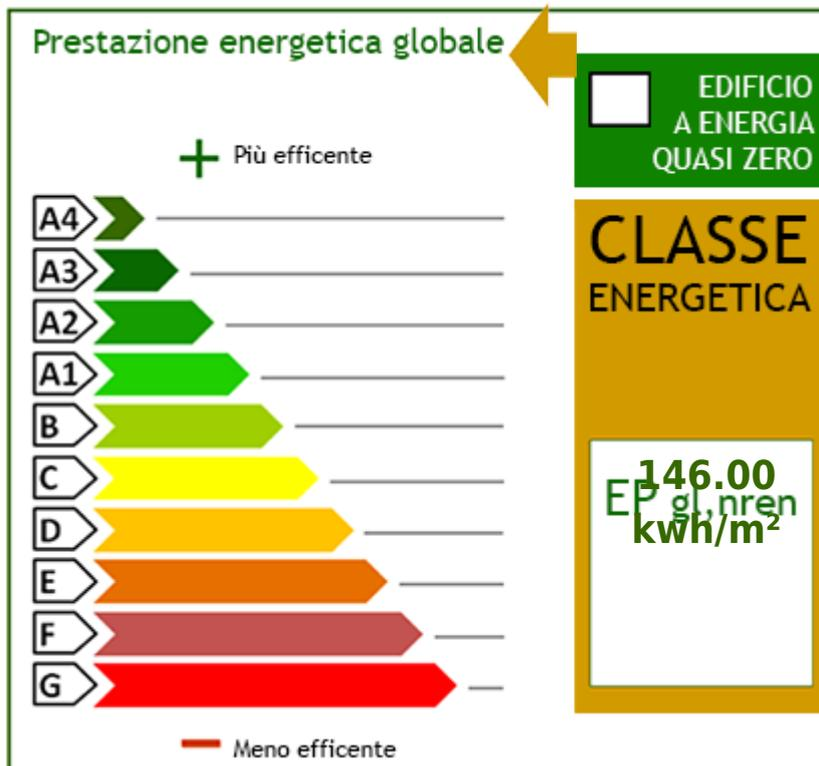 Prestazione energetica globale
EDIFICIO
A ENERGIA
QUASI ZERO
Più efficente
A4
A3
A2
A1
B
C
D
E
F
G
Meno efficente
CLASSE
ENERGETICA
146.00
EP gl,nren
kwh/m²